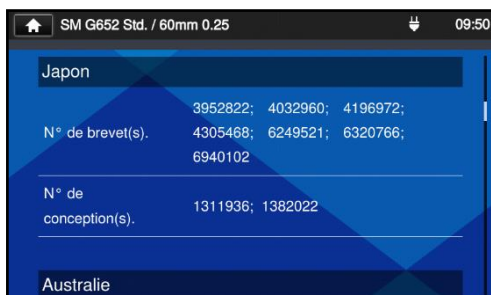 SM G652 Std. / 60mm 0.25 09:50
Japon
3952822; 4032960; 4196972;
N° de brevet(s). 4305468; 6249521; 6320766;
6940102
N° de
conception(s). 1311936; 1382022
Australie